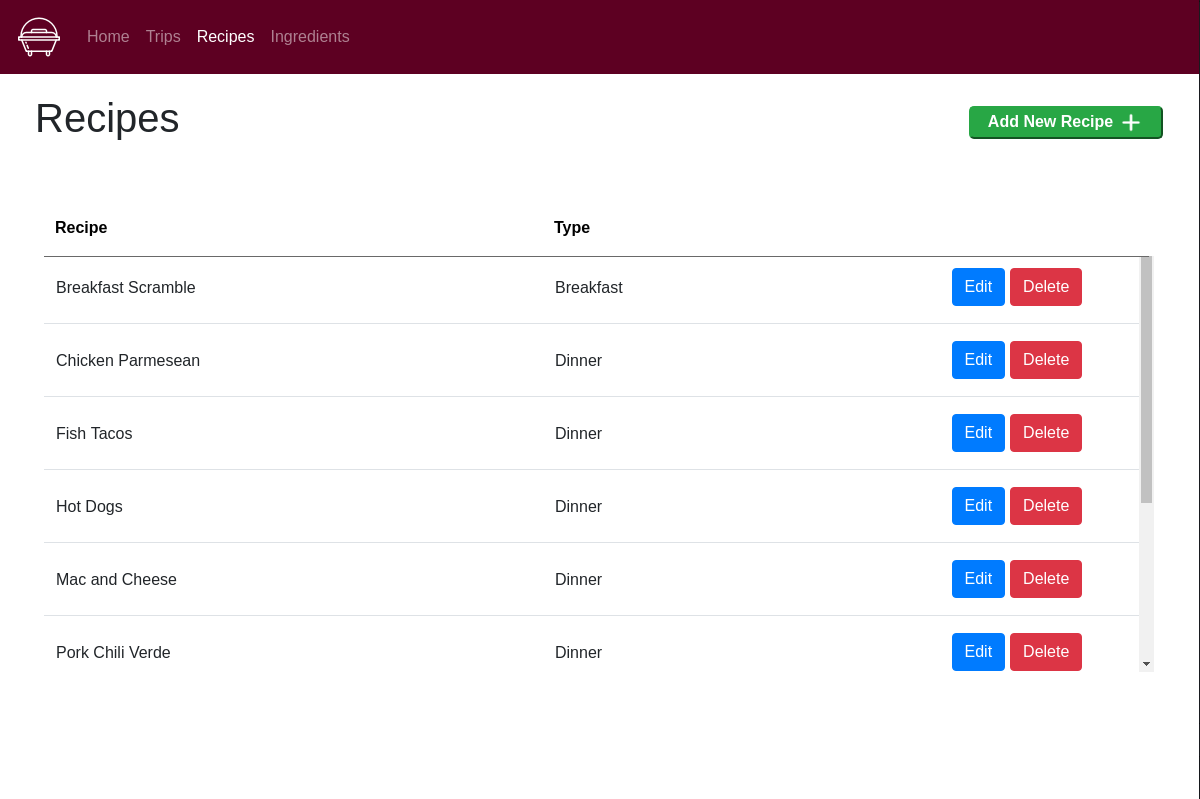 Home Trips Recipes Ingredients
Recipes
Add New Recipe
Recipe Type
Breakfast Scramble Breakfast Edit Delete
Chicken Parmesean Dinner Edit Delete
Fish Tacos Dinner Edit Delete
Hot Dogs Dinner Edit Delete
Mac and Cheese Dinner Edit Delete
Pork Chili Verde Dinner Edit Delete